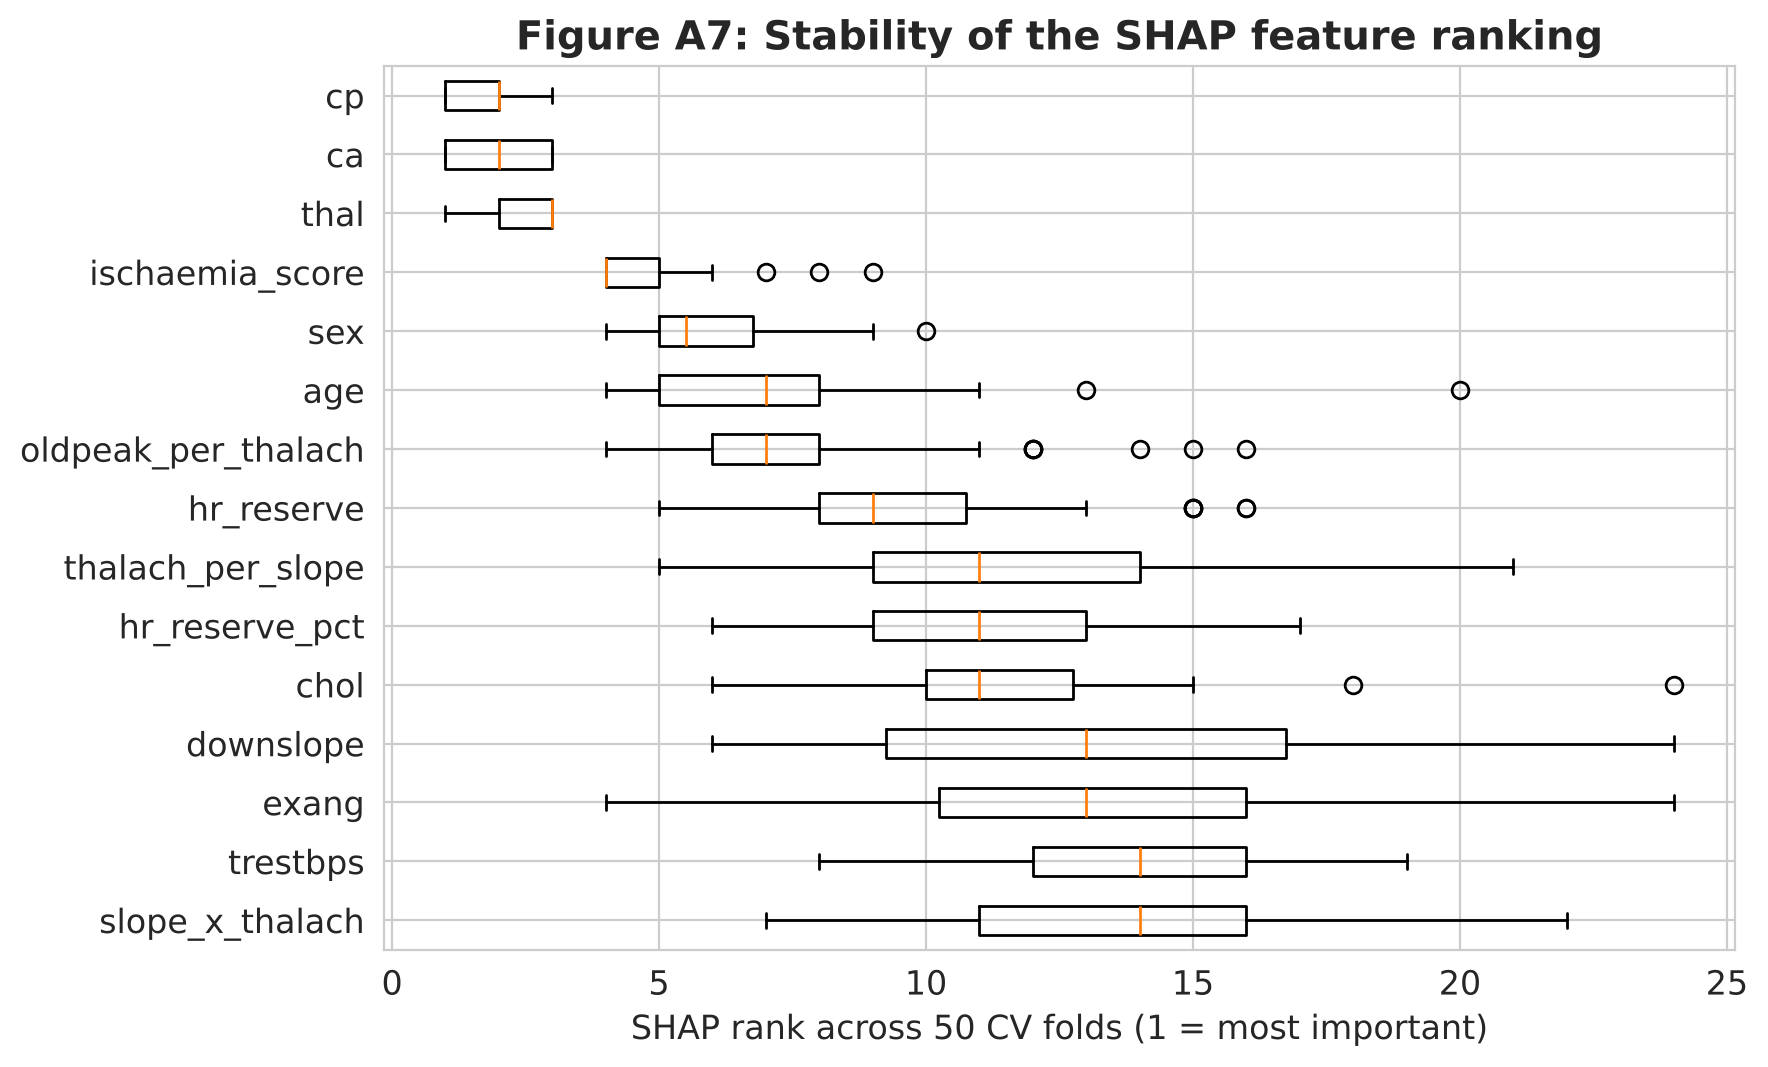 Figure A7: Stability of the SHAP feature ranking
cp
ca
thal
ischaemia_score
sex
age
oldpeak_per_thalach
hr_reserve
thalach_per_slope
hr_reserve_pct
chol
downslope
exang
trestbps
slope_x_thalach
0 5 10 15 20 25
SHAP rank across 50 CV folds (1 = most important)